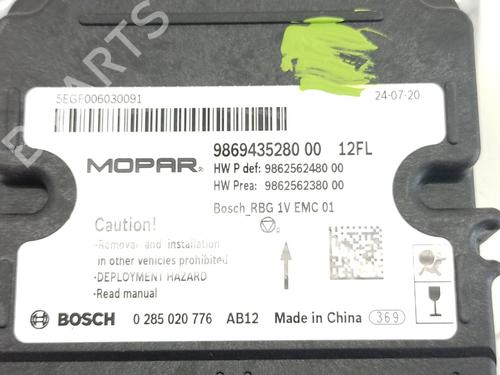 PARTS
5EGF006030091
24-07-20
MOPAR
9869435280 00 12FL
HW P def: 9862562480 00
HW Prea: 9862562380 00
Bosch_RBG 1V EMC 01
Caution!
-Removal and installation
in other vehicles prohibited
-DEPLOYMENT HAZARD
-Read manual
BOSCH 0 285 020 776 AB12 Made in China 369